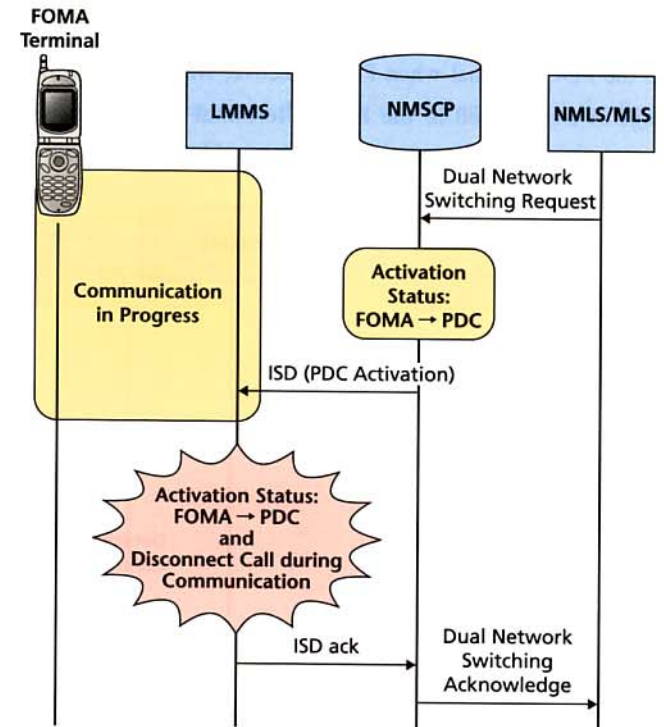 FOMA
Terminal
LMMS
NMSCP
NMLS/MLS
Dual Network
Switching Request
Activation
Status:
FOMA → PDC
Communication
in Progress
ISD (PDC Activation)
Activation Status:
FOMA → PDC
and
Disconnect Call during
Communication
ISD ack
Dual Network
Switching
Acknowledge